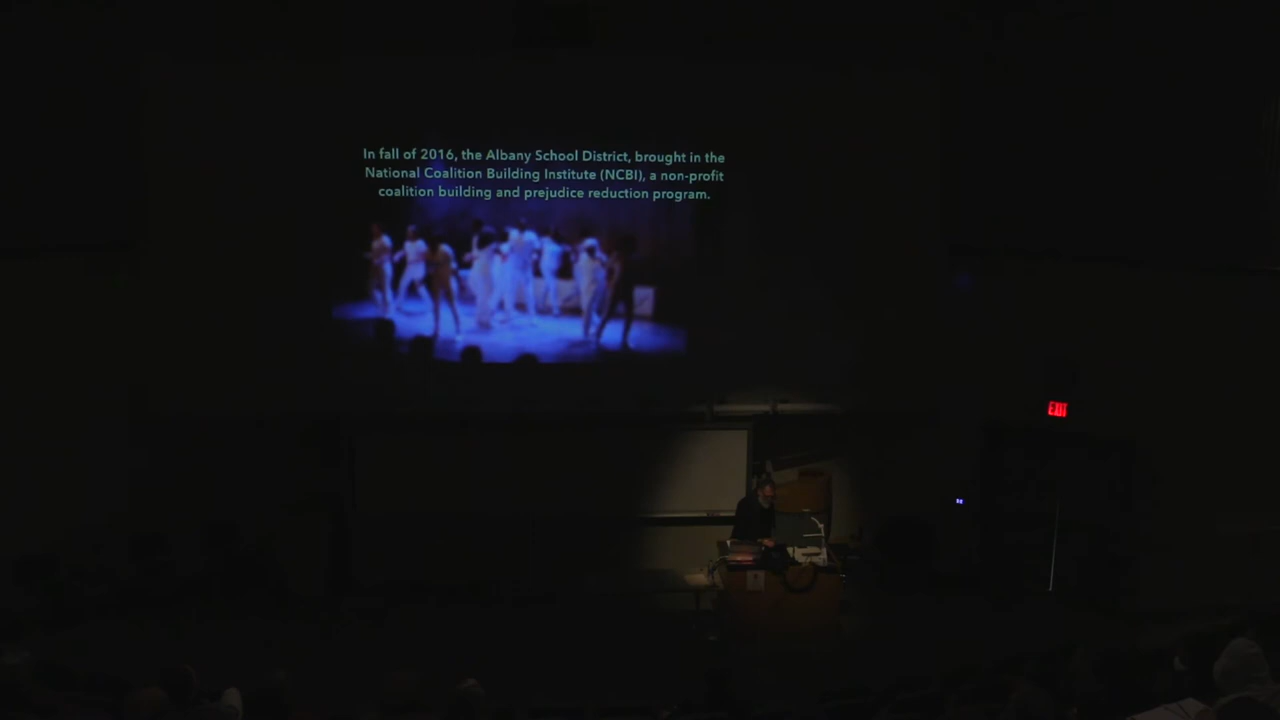 In fall of 2016, the Albany School District, brought in the
National Coalition Building Institute (NCBI), a non-profit
coalition building and prejudice reduction program.
EXIT